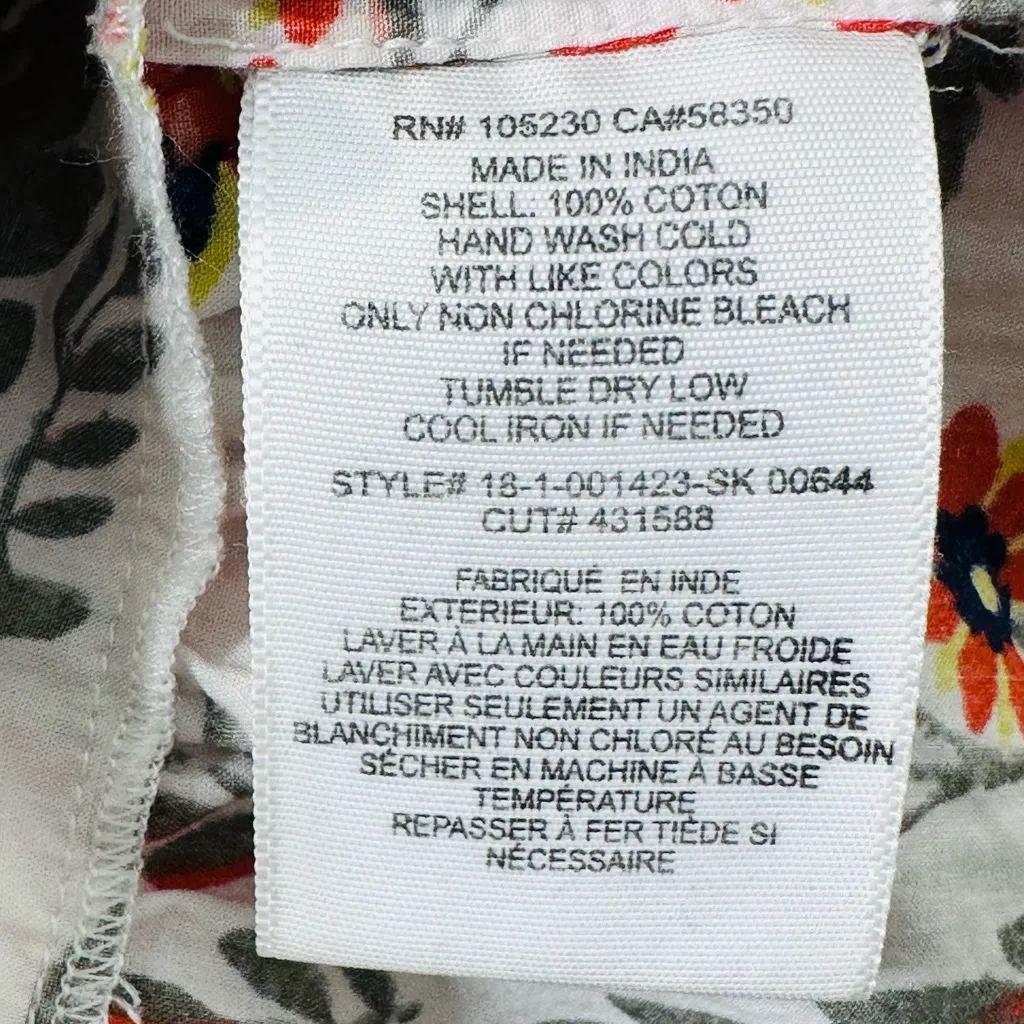 RN# 105230 CA#58350
MADE IN INDIA
SHELL: 100% COTON
HAND WASH COLD
WITH LIKE COLORS
ONLY NON CHLORINE BLEACH
IF NEEDED
TUMBLE DRY LOW
COOL IRON IF NEEDED
STYLE# 18-1-001423-SK 00644
CUT# 431588
FABRIQUÉ EN INDE
EXTERIEUR: 100% COTON
LAVER À LA MAIN EN EAU FROIDE
LAVER AVEC COULEURS SIMILAIRES
UTILISER SEULEMENT UN AGENT DE
BLANCHIMENT NON CHLORÉ AU BESOIN
SÉCHER EN MACHINE À BASSE
TEMPÉRATURE
REPASSER À FER TIÈDE SI
NÉCESSAIRE